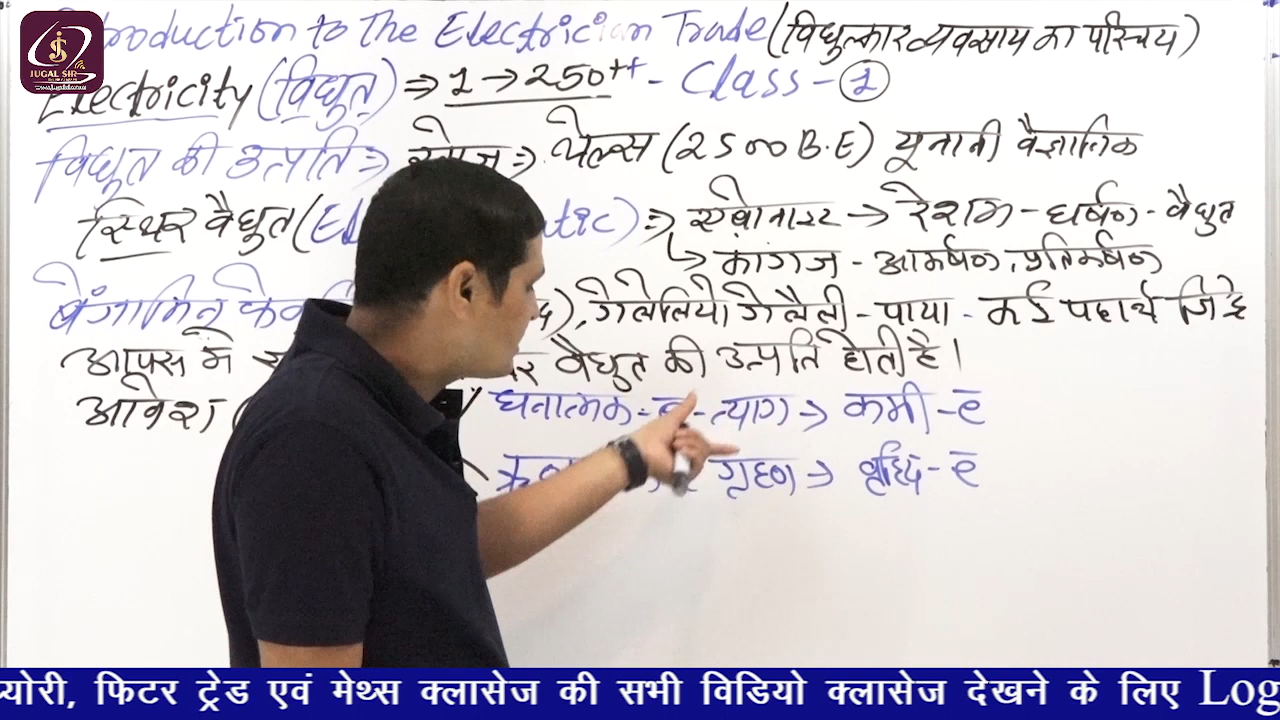 JUGAL SIR
Introduction to The Electrician Trade (विधुत्कार व्यवसाय का परिचय)
Electricity (विधुत) ⇒ 1 → 250++ - Class - 1
विधुत की उत्पति ⇒ खोज ⇒ थेल्स (2500 B.E) यूनानी वैज्ञानिक
स्थिर वैधुत ( tic) ⇒ एबोनाइट → रेशम - घर्षण - वैधुत
↳ कागज - आकर्षण, प्रतिकर्षण
बेंजामिन ), गेलेलियो गेलैली - पाया - कई पदार्थ जिन्हे
आपस मे वैधुत की उत्पति होती है।
आवेश ( धनात्मक - e - त्याग → कमी - e
ग्रहण → वृद्धि - e
्योरी, फिटर ट्रेड एवं मेथ्स क्लासेज की सभी विडियो क्लासेज देखने के लिए Log